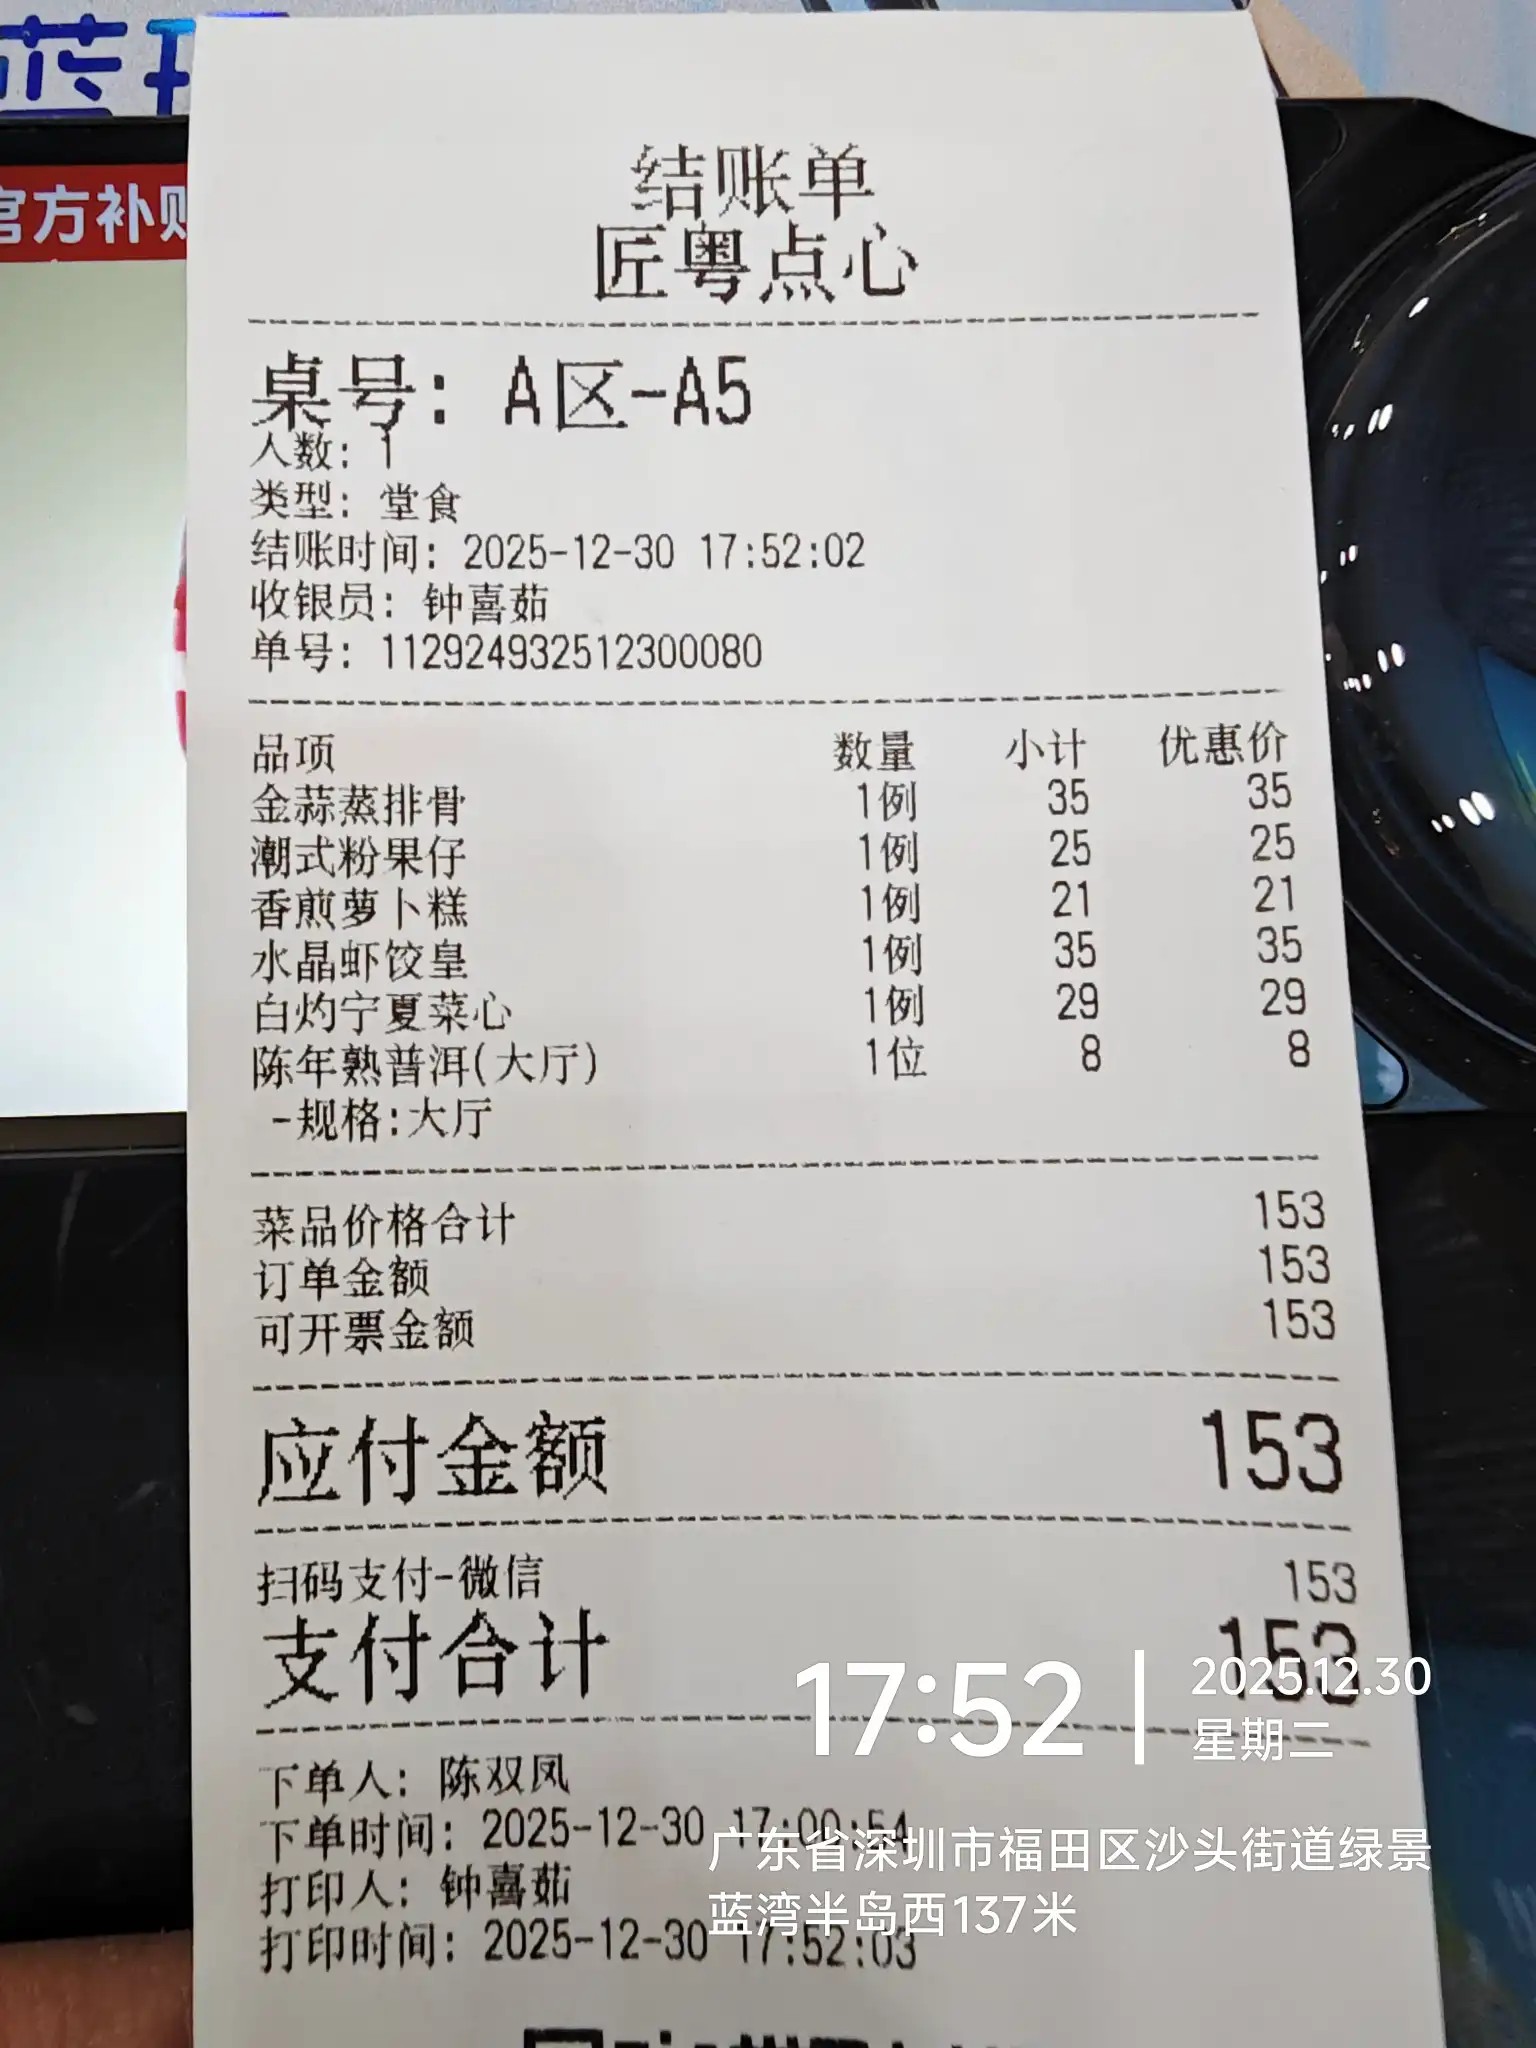 官方补
结账单
匠粤点心
桌号: A区-A5
人数: 1
类型: 堂食
结账时间: 2025-12-30 17:52:02
收银员: 钟喜茹
单号: 112924932512300080
品项 数量 小计 优惠价
金蒜蒸排骨 1例 35 35
潮式粉果仔 1例 25 25
香煎萝卜糕 1例 21 21
水晶虾饺皇 1例 35 35
白灼宁夏菜心 1例 29 29
陈年熟普洱(大厅) 1位 8 8
-规格:大厅
菜品价格合计 153
订单金额 153
可开票金额 153
应付金额 153
扫码支付-微信 153
支付合计 153
17:52
2025.12.30
星期二
下单人: 陈双凤
下单时间: 2025-12-30 17:00:54
广东省深圳市福田区沙头街道绿景
蓝湾半岛西137米
打印人: 钟喜茹
打印时间: 2025-12-30 17:52:03